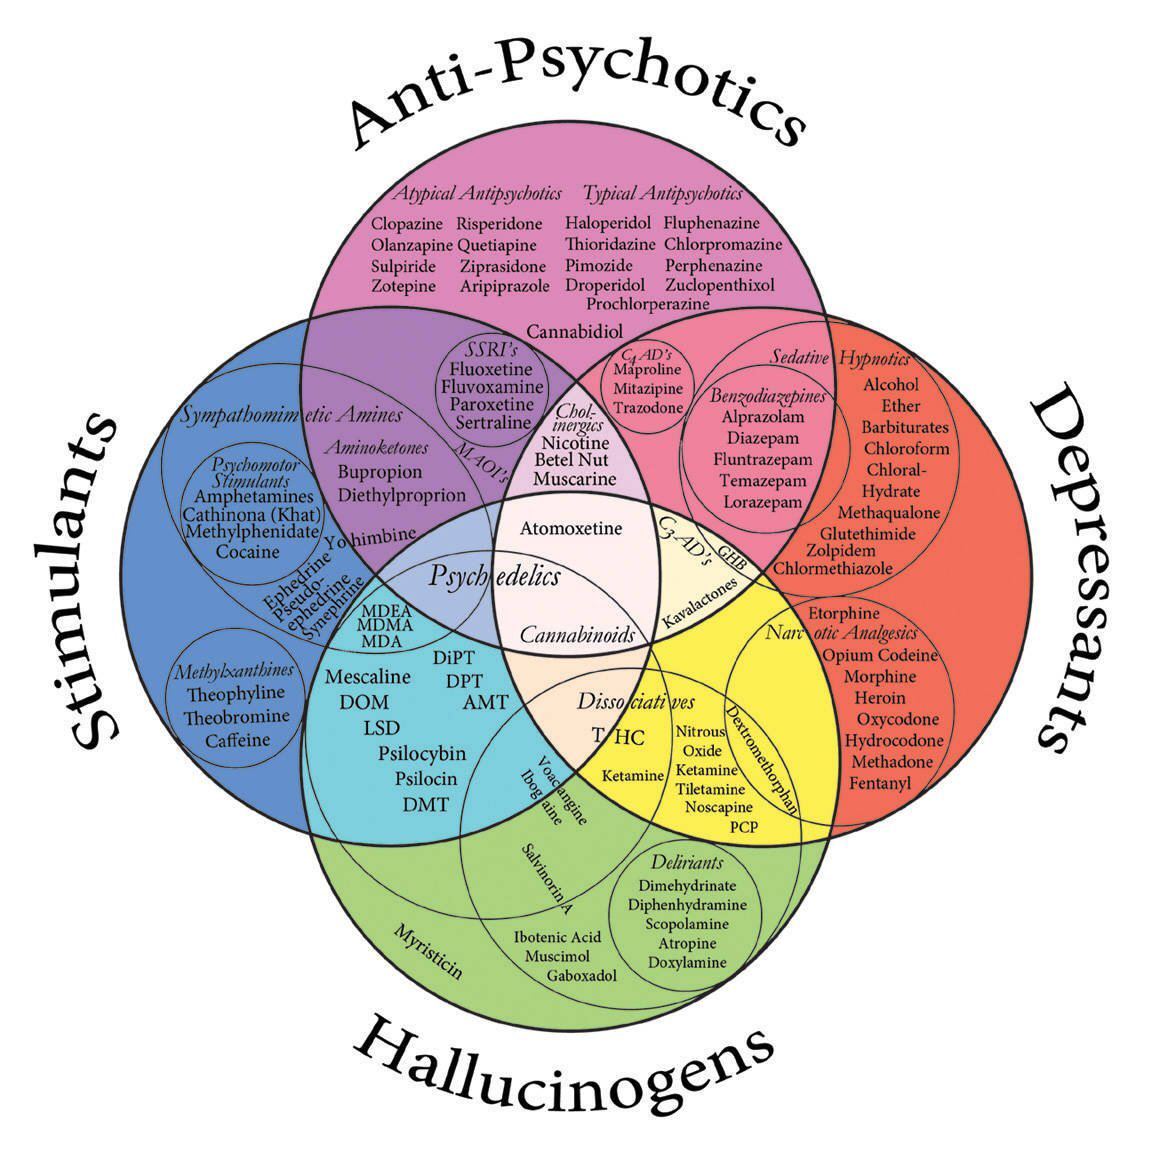 Anti-Psychotics
Atypical Antipsychotics
Typical Antipsychotics
Clopazine Risperidone
Olanzapine Quetiapine
Sulpiride Ziprasidone
Zotepine Aripiprazole
Haloperidol Fluphenazine
Thioridazine Chlorpromazine
Pimozide Perphenazine
Droperidol Zuclopenthixol
Prochlorperazine
Cannabidiol
SSRI's
Fluoxetine
Fluvoxamine
Paroxetine
Sertraline
C4 AD's
Maproline
Mitazipine
Trazodone
Sedative Hypnotics
Benzodiazepines
Alprazolam
Diazepam
Fluntrazepam
Temazepam
Lorazepam
Alcohol
Ether
Barbiturates
Chloroform
Chloral-
Hydrate
Methaqualone
Glutethimide
Zolpidem
Chlormethiazole
Depressants
Stimulants
Sympathomimetic Amines
Psychomotor
Stimulants
Amphetamines
Cathinona (Khat)
Methylphenidate
Cocaine
Aminoketones
Bupropion
Diethylproprion
MAOI's
Yohimbine
Ephedrine
Pseudo-
ephedrine
Synephrine
Chol-
inergics
Nicotine
Betel Nut
Muscarine
Atomoxetine
C3 AD's
GHB
Kavalactones
Psychedelics
Cannabinoids
MDEA
MDMA
MDA
Methylxanthines
Theophyline
Theobromine
Caffeine
DiPT
DPT
AMT
Mescaline
DOM
LSD
Psilocybin
Psilocin
DMT
Dissociatives
THC
Ketamine
Nitrous
Oxide
Ketamine
Tiletamine
Noscapine
PCP
Dextromethorphan
Etorphine
Narcotic Analgesics
Opium Codeine
Morphine
Heroin
Oxycodone
Hydrocodone
Methadone
Fentanyl
Voacangine
Ibogaine
Salvinorin A
Ibotenic Acid
Muscimol
Gaboxadol
Myristicin
Deliriants
Dimehydrinate
Diphenhydramine
Scopolamine
Atropine
Doxylamine
Hallucinogens